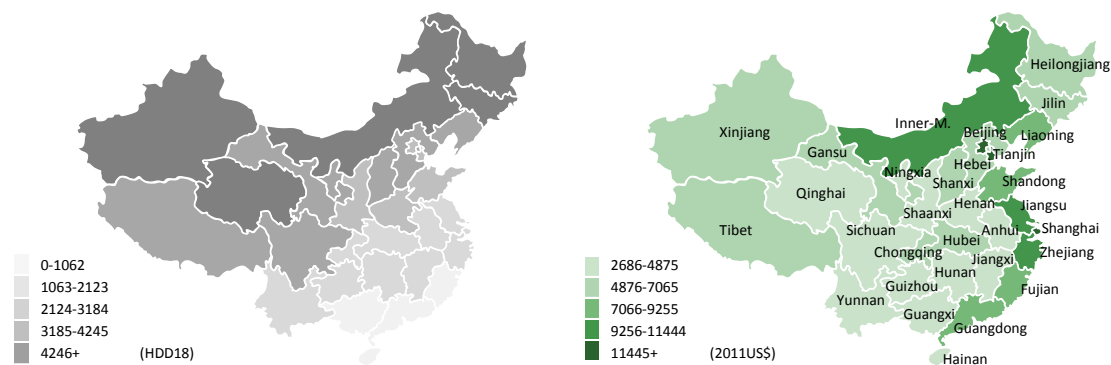 0-1062
1063-2123
2124-3184
3185-4245
4246+
(HDD18)
Heilongjiang
Jilin
Inner-M.
Liaoning
Xinjiang
Beijing
Gansu
Tianjin
Hebei
Ningxia
Shanxi
Shandong
Qinghai
Henan
Jiangsu
Shaanxi
Tibet
Sichuan
Anhui
Shanghai
Hubei
Chongqing
Zhejiang
Jiangxi
Hunan
Guizhou
Fujian
Yunnan
Guangxi
Guangdong
Hainan
2686-4875
4876-7065
7066-9255
9256-11444
11445+
(2011US$)